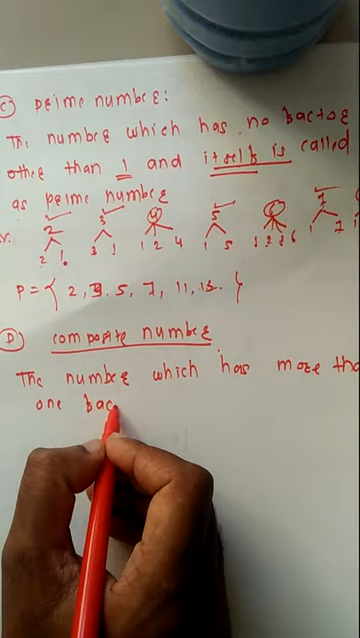 C) Prime number:
The number which has no factor
other than 1 and itself is called
as prime number
2 3 4 5 6 7
2 1 3 1 1 2 4 1 5 1 2 3 6 1 7
P = { 2, 3, 5, 7, 11, 13.. }
D) composite number
The number which has more tha
one fac